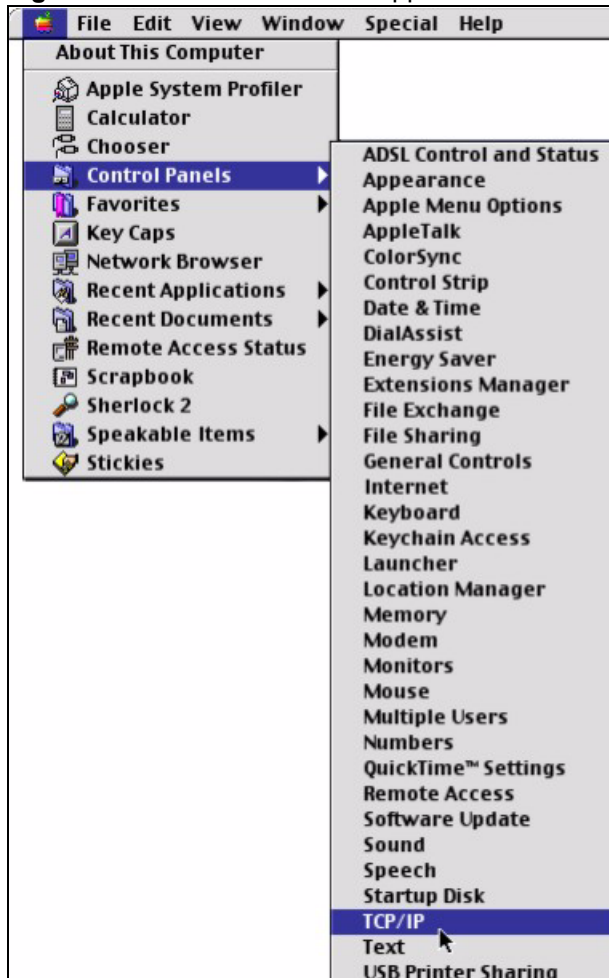 File Edit View Window Special Help
About This Computer
Apple System Profiler
Calculator
Chooser
Control Panels
Favorites
Key Caps
Network Browser
Recent Applications
Recent Documents
Remote Access Status
Scrapbook
Sherlock 2
Speakable Items
Stickies
ADSL Control and Status
Appearance
Apple Menu Options
AppleTalk
ColorSync
Control Strip
Date & Time
DialAssist
Energy Saver
Extensions Manager
File Exchange
File Sharing
General Controls
Internet
Keyboard
Keychain Access
Launcher
Location Manager
Memory
Modem
Monitors
Mouse
Multiple Users
Numbers
QuickTime™ Settings
Remote Access
Software Update
Sound
Speech
Startup Disk
TCP/IP
Text
USB Printer Sharing